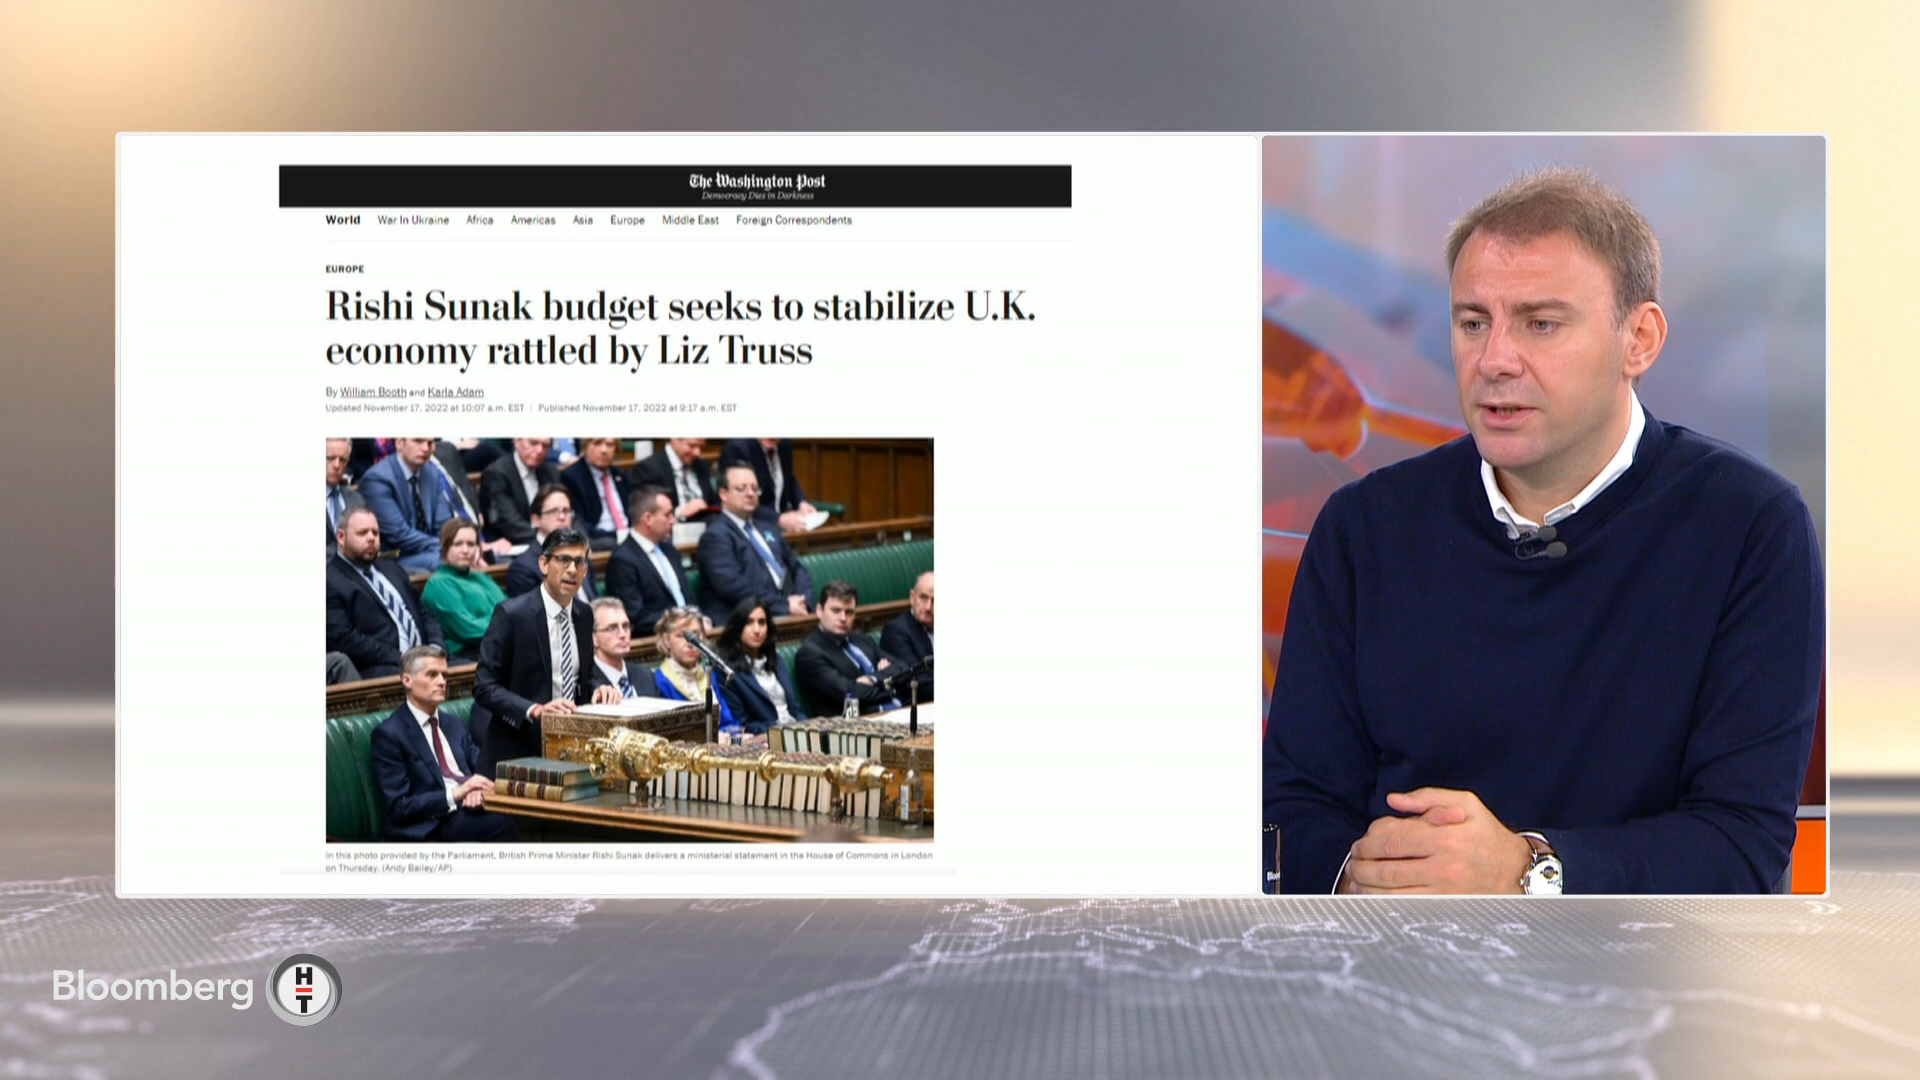 The Washington Post
Democracy Dies in Darkness
World War In Ukraine Africa Americas Asia Europe Middle East Foreign Correspondents
EUROPE
Rishi Sunak budget seeks to stabilize U.K.
economy rattled by Liz Truss
By William Booth and Karla Adam
Updated November 17, 2022 at 10:07 a.m. EST | Published November 17, 2022 at 9:17 a.m. EST
In this photo provided by the Parliament, British Prime Minister Rishi Sunak delivers a ministerial statement in the House of Commons in London
on Thursday. (Andy Bailey/AP)
Bloomberg HT